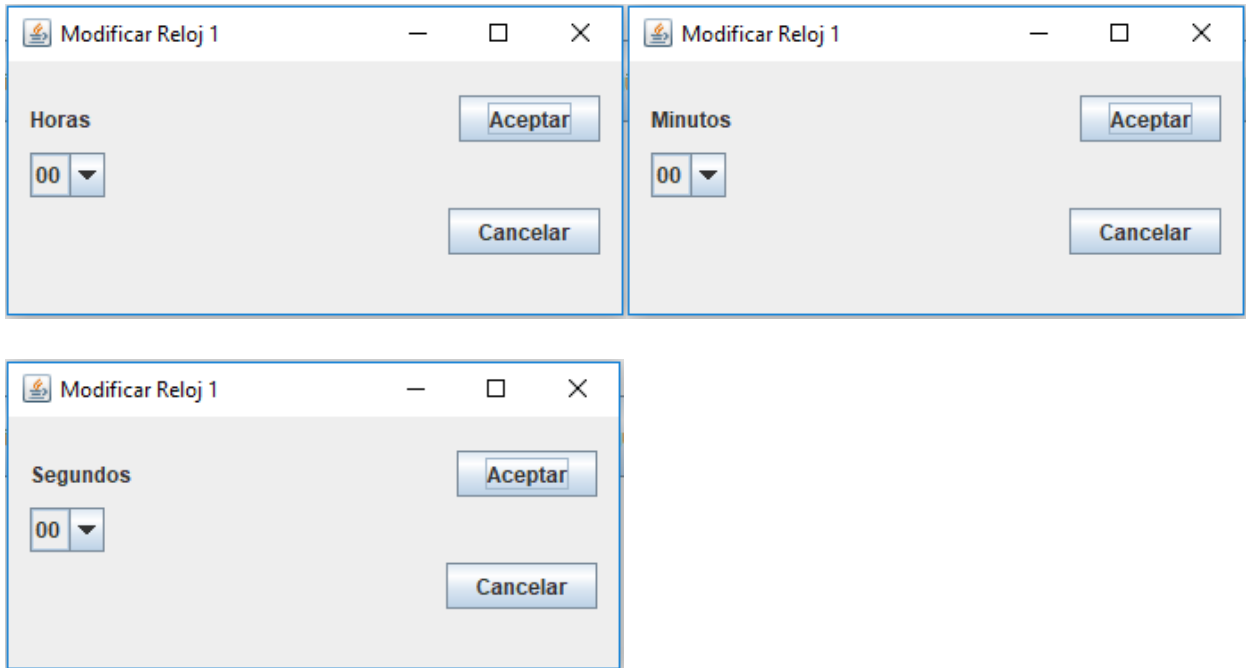 Modificar Reloj 1
Horas
Aceptar
00
Cancelar
Modificar Reloj 1
Minutos
Aceptar
00
Cancelar
Modificar Reloj 1
Segundos
Aceptar
00
Cancelar